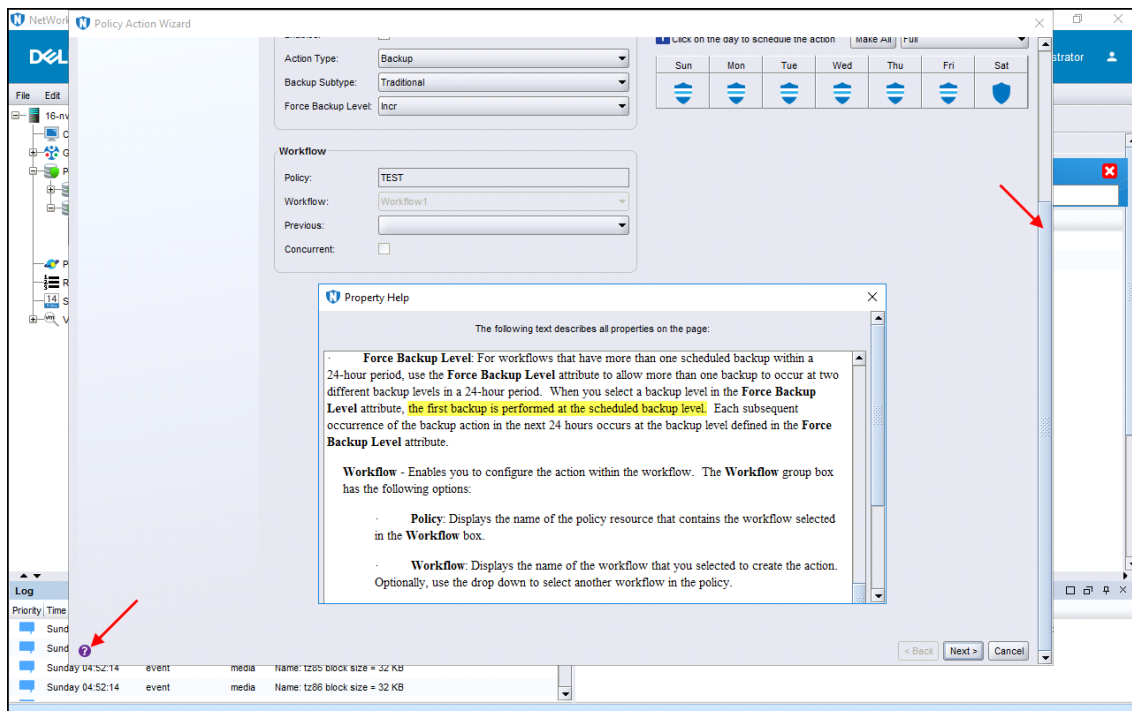 NetWork
Policy Action Wizard
DELL
strator
File Edit
16-nv
Click on the day to schedule the action Make All Full
Action Type: Backup
Backup Subtype: Traditional
Force Backup Level: Incr
Sun Mon Tue Wed Thu Fri Sat
Workflow
Policy: TEST
Workflow: Workflow1
Previous:
Concurrent:
C
G
P
P
R
14 S
vm V
Property Help
The following text describes all properties on the page:
· Force Backup Level: For workflows that have more than one scheduled backup within a
24-hour period, use the Force Backup Level attribute to allow more than one backup to occur at two
different backup levels in a 24-hour period. When you select a backup level in the Force Backup
Level attribute, the first backup is performed at the scheduled backup level. Each subsequent
occurrence of the backup action in the next 24 hours occurs at the backup level defined in the Force
Backup Level attribute.
Workflow - Enables you to configure the action within the workflow. The Workflow group box
has the following options:
· Policy: Displays the name of the policy resource that contains the workflow selected
in the Workflow box.
· Workflow: Displays the name of the workflow that you selected to create the action.
Optionally, use the drop down to select another workflow in the policy.
Log
Priority Time
Sund
Sund
?
< Back Next > Cancel
Sunday 04:52:14 event media Name: tz85 block size = 32 KB
Sunday 04:52:14 event media Name: tz86 block size = 32 KB